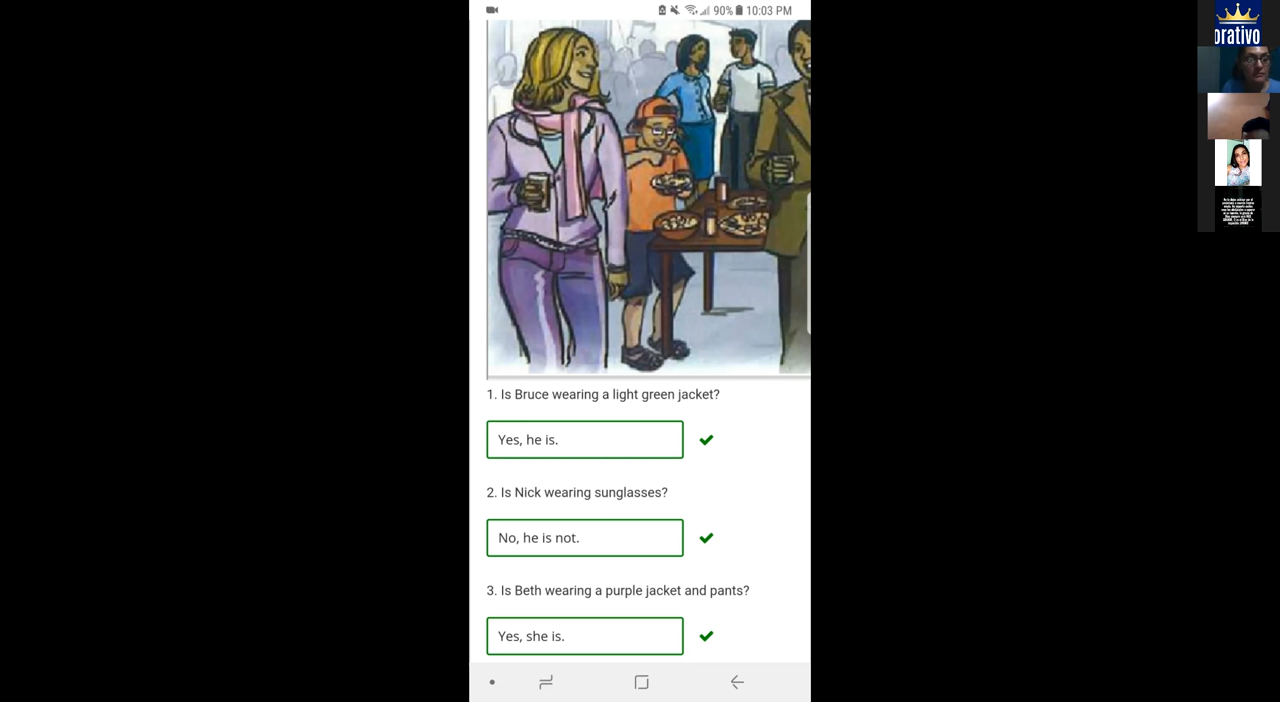 90% 10:03 PM
orativo
1. Is Bruce wearing a light green jacket?
Yes, he is.
2. Is Nick wearing sunglasses?
No, he is not.
3. Is Beth wearing a purple jacket and pants?
Yes, she is.